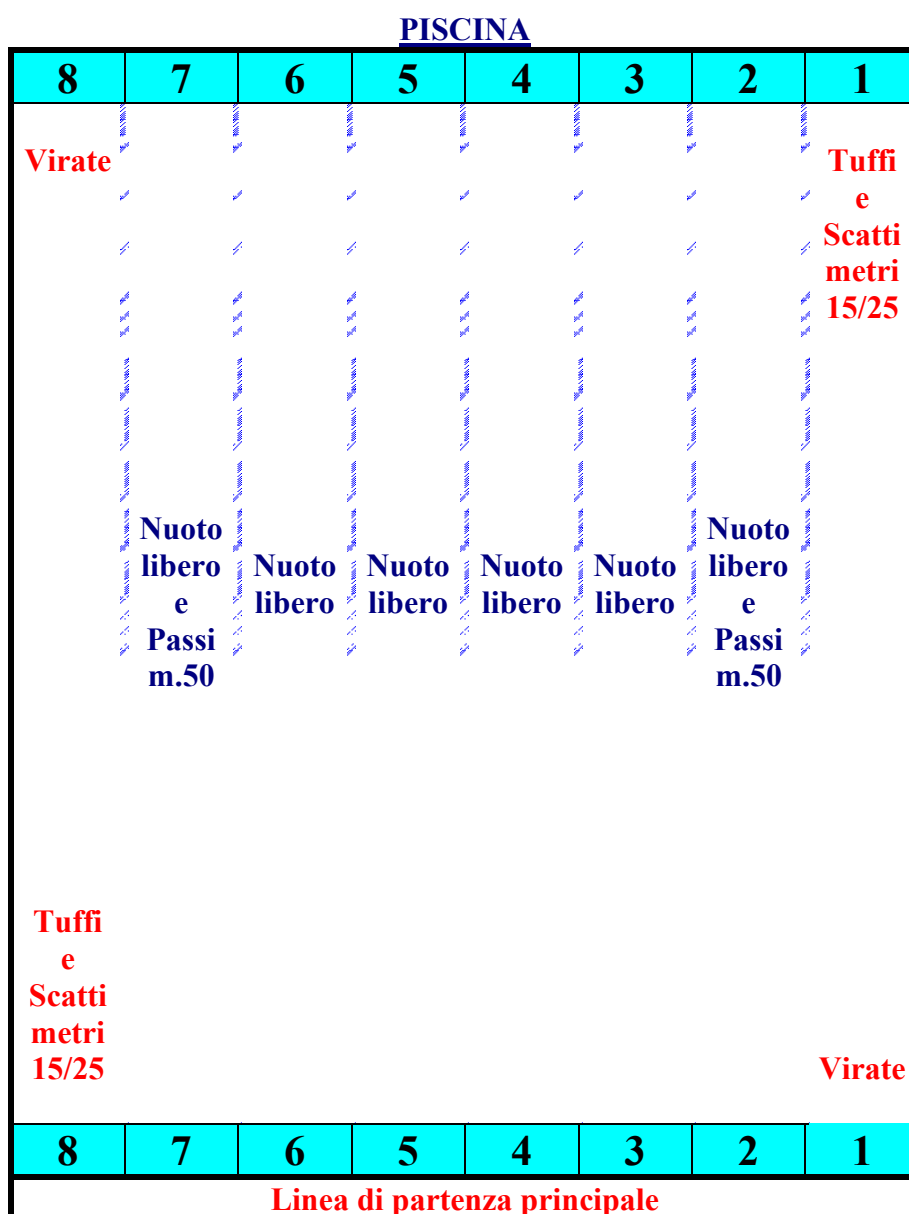 PISCINA
8 7 6 5 4 3 2 1
Virate
Tuffi
e
Scatti
metri
15/25
Nuoto
libero
e
Passi
m.50
Nuoto
libero
Nuoto
libero
Nuoto
libero
Nuoto
libero
Nuoto
libero
e
Passi
m.50
Tuffi
e
Scatti
metri
15/25
Virate
8 7 6 5 4 3 2 1
Linea di partenza principale